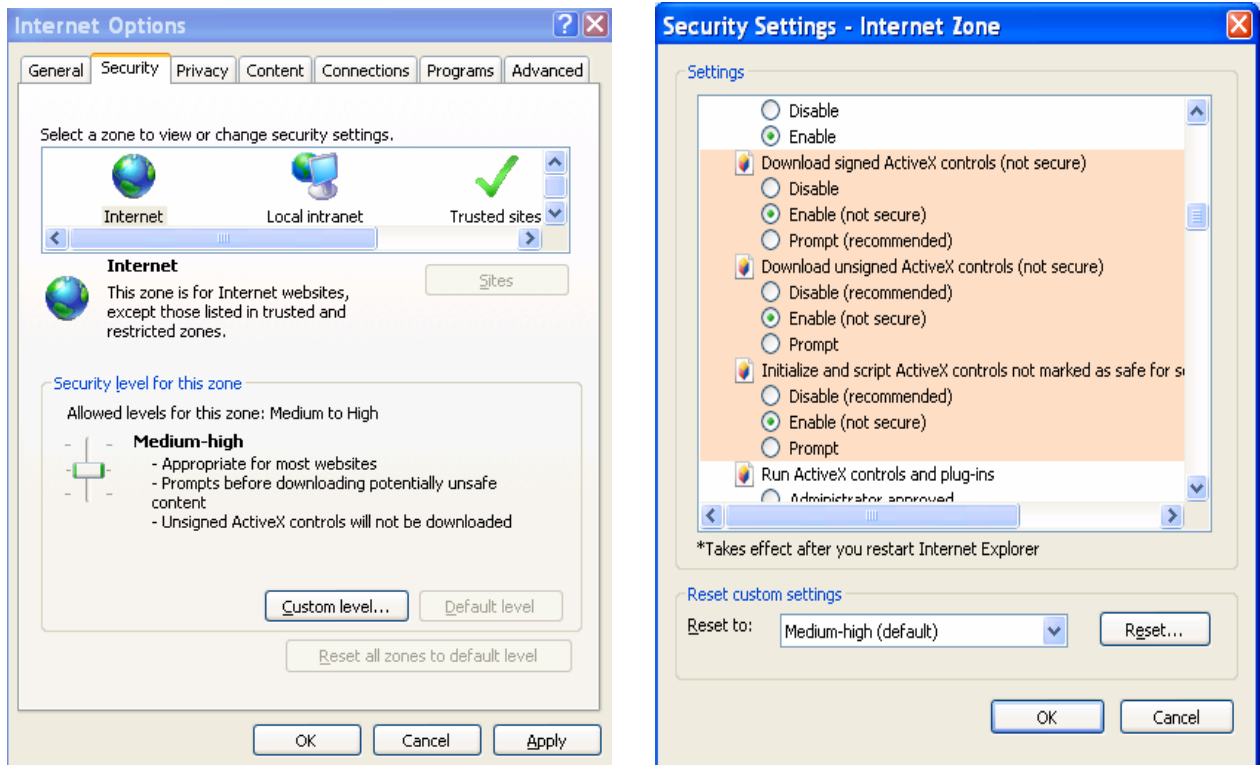 Internet Options
General Security Privacy Content Connections Programs Advanced
Select a zone to view or change security settings.
Internet Local intranet Trusted sites
Internet
Sites
This zone is for Internet websites,
except those listed in trusted and
restricted zones.
Security level for this zone
Allowed levels for this zone: Medium to High
Medium-high
- Appropriate for most websites
- Prompts before downloading potentially unsafe
content
- Unsigned ActiveX controls will not be downloaded
Custom level... Default level
Reset all zones to default level
OK Cancel Apply
Security Settings - Internet Zone
Settings
Disable
Enable
Download signed ActiveX controls (not secure)
Disable
Enable (not secure)
Prompt (recommended)
Download unsigned ActiveX controls (not secure)
Disable (recommended)
Enable (not secure)
Prompt
Initialize and script ActiveX controls not marked as safe for
Disable (recommended)
Enable (not secure)
Prompt
Run ActiveX controls and plug-ins
Administrator approved
*Takes effect after you restart Internet Explorer
Reset custom settings
Reset to: Medium-high (default) Reset...
OK Cancel